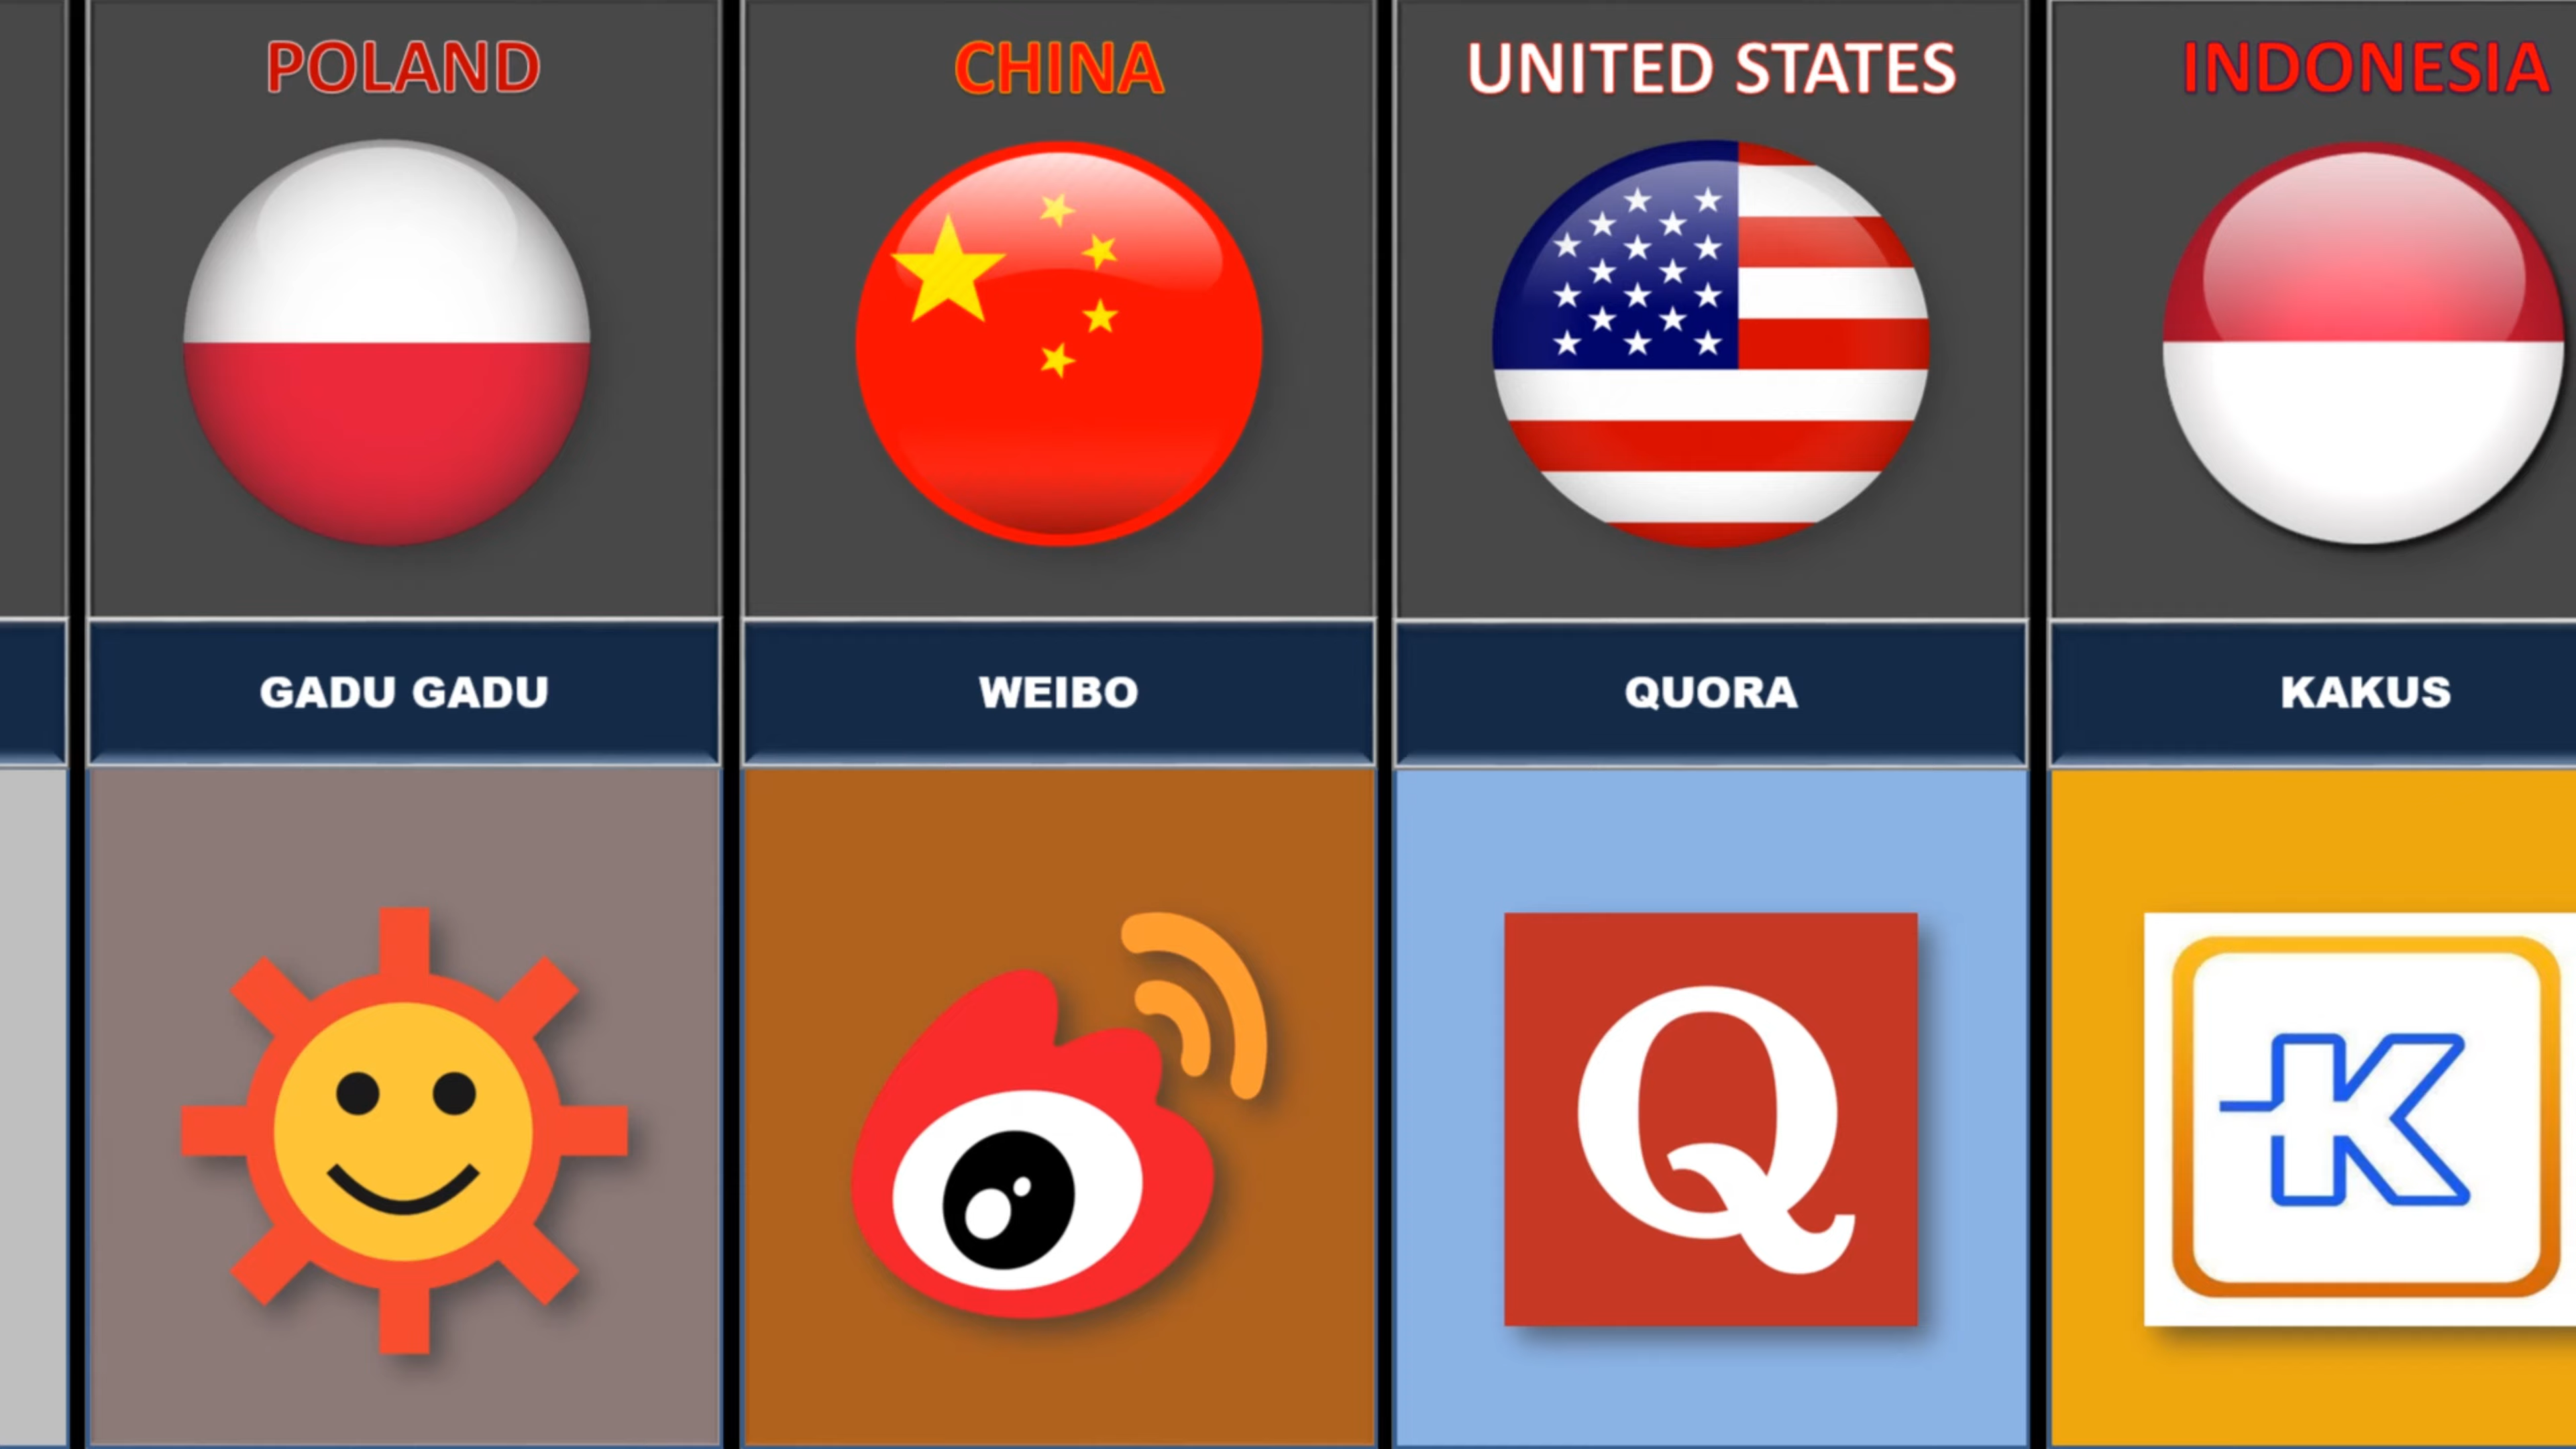 POLAND
CHINA
UNITED STATES
INDONESIA
GADU GADU
WEIBO
QUORA
KAKUS
Q
K